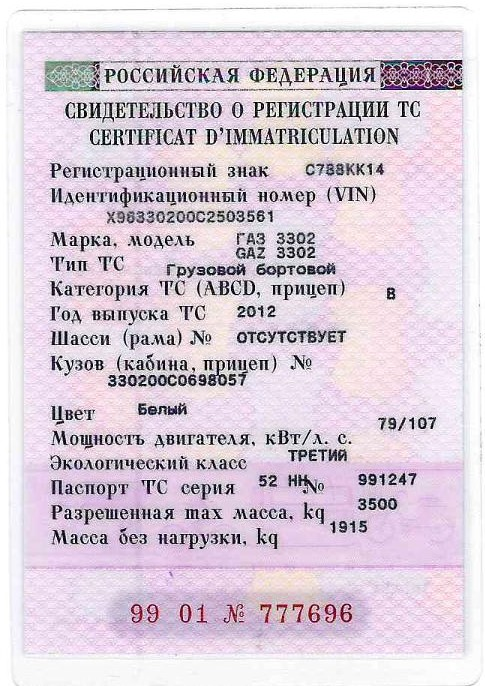 РОССИЙСКАЯ ФЕДЕРАЦИЯ
СВИДЕТЕЛЬСТВО О РЕГИСТРАЦИИ ТС
CERTIFICAT D'IMMATRICULATION
Регистрационный знак С788КК14
Идентификационный номер (VIN)
X96330200C2503561
Марка, модель ГАЗ 3302
GAZ 3302
Тип ТС Грузовой бортовой
Категория ТС (ABCD, прицеп) B
Год выпуска ТС 2012
Шасси (рама) № ОТСУТСТВУЕТ
Кузов (кабина, прицеп) №
330200C0698057
Цвет Белый
Мощность двигателя, кВт/л. с. 79/107
Экологический класс ТРЕТИЙ
Паспорт ТС серия 52 НН № 991247
Разрешенная max масса, kg 3500
Масса без нагрузки, kg 1915
99 01 № 777696